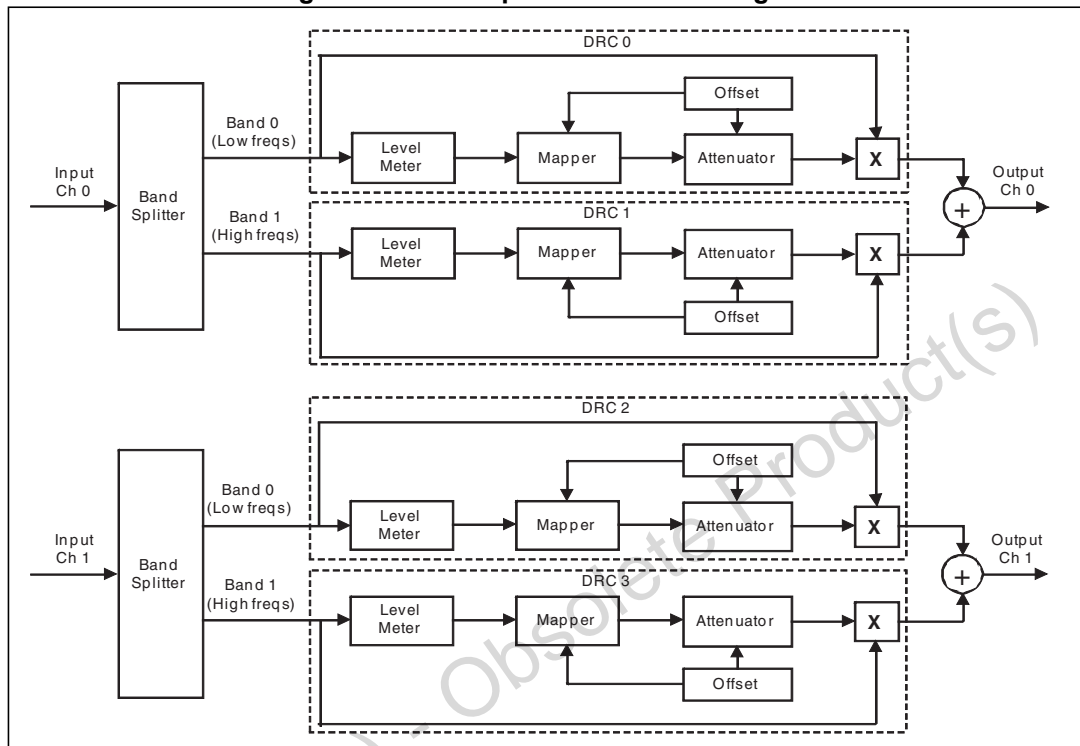 DRC 0
Offset
Band 0
(Low freqs)
Level
Meter
Mapper
Attenuator
X
Input
Ch 0
Band
Splitter
Output
Ch 0
+
Band 1
(High freqs)
DRC 1
Level
Meter
Mapper
Attenuator
X
Offset
DRC 2
Offset
Band 0
(Low freqs)
Level
Meter
Mapper
Attenuator
X
Input
Ch 1
Band
Splitter
Output
Ch 1
+
Band 1
(High freqs)
DRC 3
Level
Meter
Mapper
Attenuator
X
Offset
) - Obsolete Product(s)